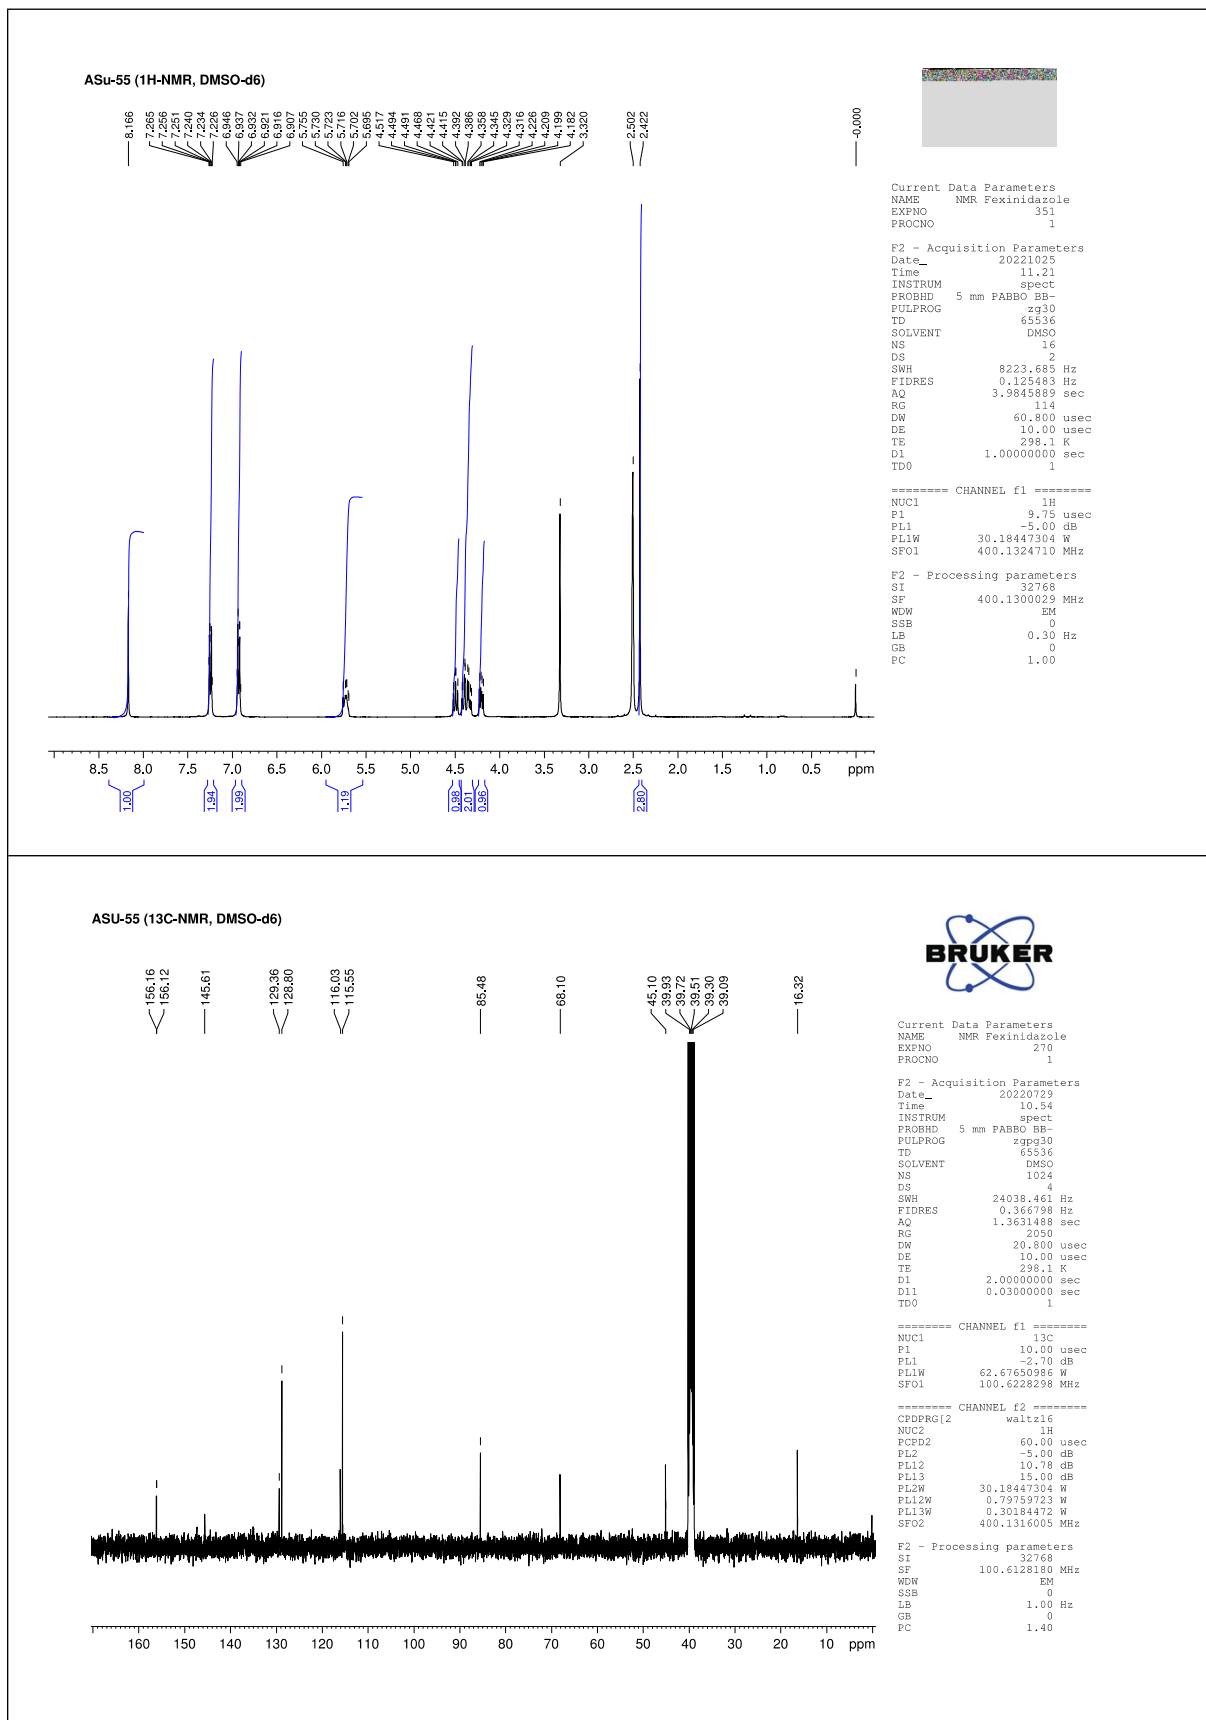 ASu-55 (1H-NMR, DMSO-d6)
8.166
7.265
7.256
7.251
7.240
7.234
7.226
6.946
6.937
6.932
6.921
6.916
6.907
5.755
5.730
5.723
5.716
5.702
5.695
4.517
4.494
4.491
4.468
4.421
4.415
4.392
4.386
4.358
4.345
4.329
4.316
4.226
4.209
4.199
4.182
3.320
2.502
2.422
-0.000
8.5 8.0 7.5 7.0 6.5 6.0 5.5 5.0 4.5 4.0 3.5 3.0 2.5 2.0 1.5 1.0 0.5 ppm
1.00
1.94
1.99
1.19
0.98
2.01
0.96
2.80
Current Data Parameters
NAME NMR Fexinidazole
EXPNO 351
PROCNO 1
F2 - Acquisition Parameters
Date_ 20221025
Time 11.21
INSTRUM spect
PROBHD 5 mm PABBO BB-
PULPROG zg30
TD 65536
SOLVENT DMSO
NS 16
DS 2
SWH 8223.685 Hz
FIDRES 0.125483 Hz
AQ 3.9845889 sec
RG 114
DW 60.800 usec
DE 10.00 usec
TE 298.1 K
D1 1.00000000 sec
TD0 1
======== CHANNEL f1 ========
NUC1 1H
P1 9.75 usec
PL1 -5.00 dB
PL1W 30.18447304 W
SFO1 400.1324710 MHz
F2 - Processing parameters
SI 32768
SF 400.1300029 MHz
WDW EM
SSB 0
LB 0.30 Hz
GB 0
PC 1.00
ASU-55 (13C-NMR, DMSO-d6)
156.16
156.12
145.61
129.36
128.80
116.03
115.55
85.48
68.10
45.10
39.93
39.72
39.51
39.30
39.09
16.32
160 150 140 130 120 110 100 90 80 70 60 50 40 30 20 10 ppm
BRUKER
Current Data Parameters
NAME NMR Fexinidazole
EXPNO 270
PROCNO 1
F2 - Acquisition Parameters
Date_ 20220729
Time 10.54
INSTRUM spect
PROBHD 5 mm PABBO BB-
PULPROG zgpg30
TD 65536
SOLVENT DMSO
NS 1024
DS 4
SWH 24038.461 Hz
FIDRES 0.366798 Hz
AQ 1.3631488 sec
RG 2050
DW 20.800 usec
DE 10.00 usec
TE 298.1 K
D1 2.00000000 sec
D11 0.03000000 sec
TD0 1
======== CHANNEL f1 ========
NUC1 13C
P1 10.00 usec
PL1 -2.70 dB
PL1W 62.67650986 W
SFO1 100.6228298 MHz
======== CHANNEL f2 ========
CPDPRG[2 waltz16
NUC2 1H
PCPD2 60.00 usec
PL2 -5.00 dB
PL12 10.78 dB
PL13 15.00 dB
PL2W 30.18447304 W
PL12W 0.79759723 W
PL13W 0.30184472 W
SFO2 400.1316005 MHz
F2 - Processing parameters
SI 32768
SF 100.6128180 MHz
WDW EM
SSB 0
LB 1.00 Hz
GB 0
PC 1.40